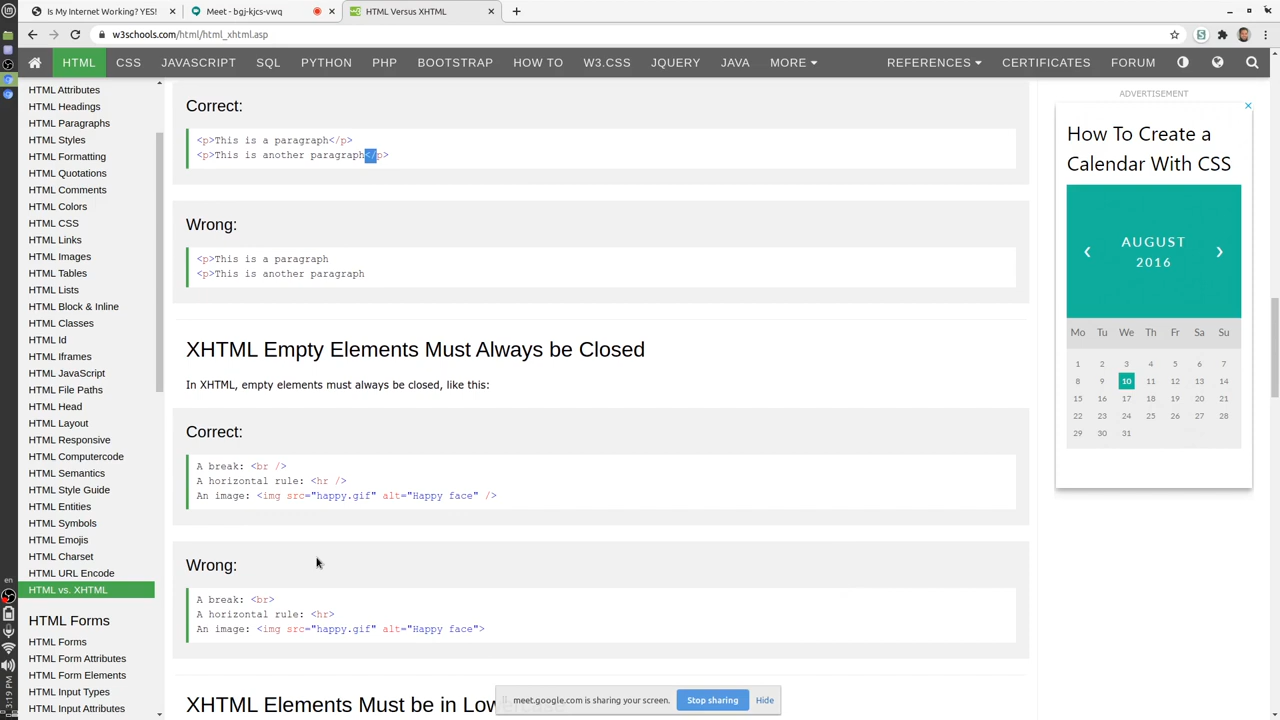 Is My Internet Working? YES!
Meet - bgj-kjcs-vwq
HTML Versus XHTML
w3schools.com/html/html_xhtml.asp
HTML CSS JAVASCRIPT SQL PYTHON PHP BOOTSTRAP HOW TO W3.CSS JQUERY JAVA MORE REFERENCES CERTIFICATES FORUM
HTML Attributes
HTML Headings
HTML Paragraphs
HTML Styles
HTML Formatting
HTML Quotations
HTML Comments
HTML Colors
HTML CSS
HTML Links
HTML Images
HTML Tables
HTML Lists
HTML Block & Inline
HTML Classes
HTML Id
HTML Iframes
HTML JavaScript
HTML File Paths
HTML Head
HTML Layout
HTML Responsive
HTML Computercode
HTML Semantics
HTML Style Guide
HTML Entities
HTML Symbols
HTML Emojis
HTML Charset
HTML URL Encode
HTML vs. XHTML
HTML Forms
HTML Forms
HTML Form Attributes
HTML Form Elements
HTML Input Types
HTML Input Attributes
Correct:
<p>This is a paragraph</p>
<p>This is another paragraph</p>
Wrong:
<p>This is a paragraph
<p>This is another paragraph
XHTML Empty Elements Must Always be Closed
In XHTML, empty elements must always be closed, like this:
Correct:
A break: <br />
A horizontal rule: <hr />
An image: <img src="happy.gif" alt="Happy face" />
Wrong:
A break: <br>
A horizontal rule: <hr>
An image: <img src="happy.gif" alt="Happy face">
XHTML Elements Must be in Low
meet.google.com is sharing your screen.
Stop sharing
Hide
ADVERTISEMENT
How To Create a
Calendar With CSS
AUGUST
2016
Mo Tu We Th Fr Sa Su
1 2 3 4 5 6 7
8 9 10 11 12 13 14
15 16 17 18 19 20 21
22 23 24 25 26 27 28
29 30 31
en
3:19 PM